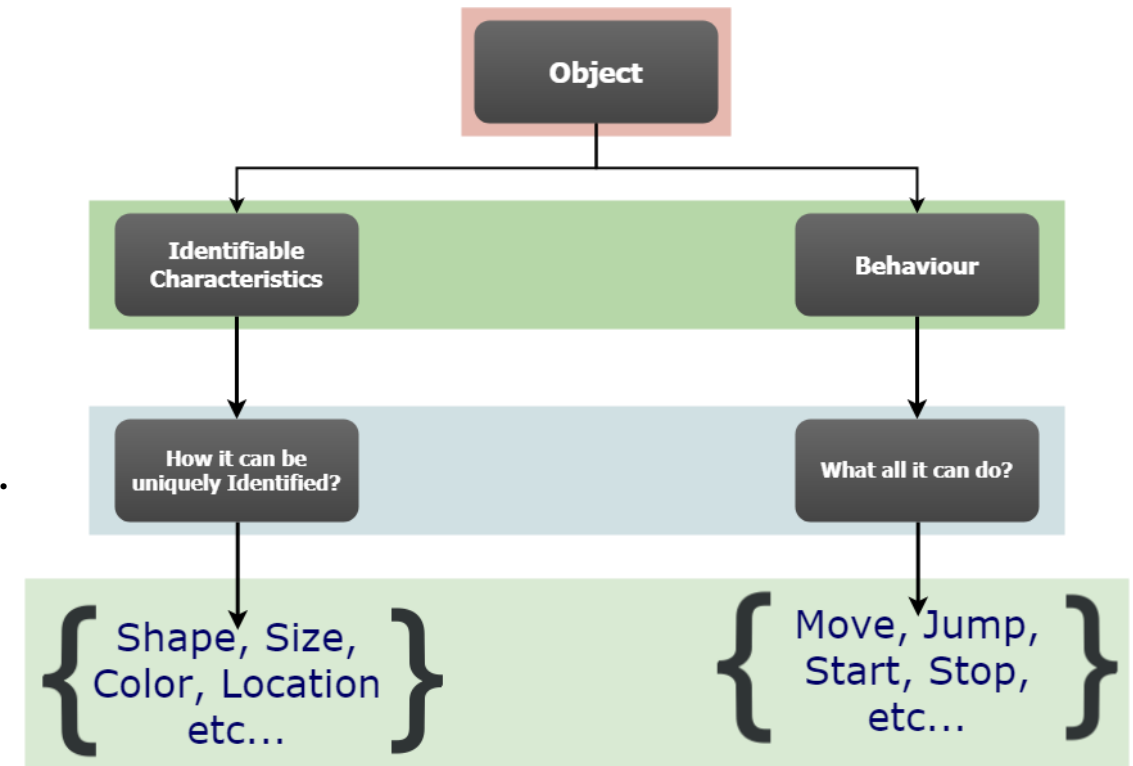 Object
Identifiable
Characteristics
Behaviour
How it can be
uniquely Identified?
What all it can do?
{ Shape, Size,
Color, Location
etc... }
{ Move, Jump,
Start, Stop,
etc... }